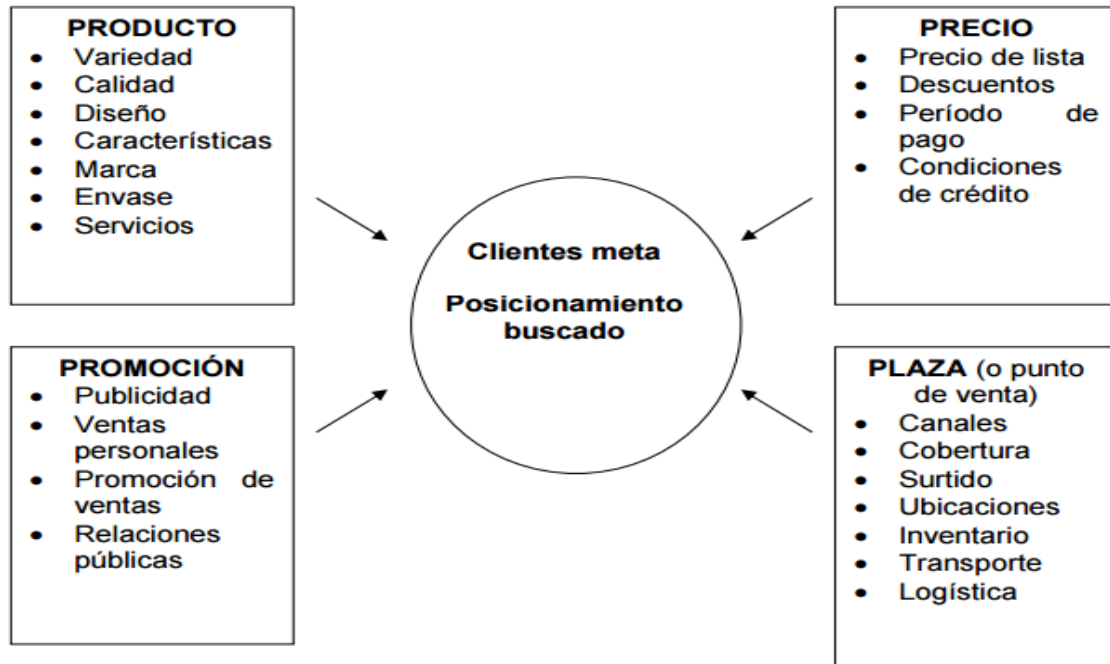 PRODUCTO
• Variedad
• Calidad
• Diseño
• Características
• Marca
• Envase
• Servicios
PRECIO
• Precio de lista
• Descuentos
• Período de
pago
• Condiciones
de crédito
Clientes meta
Posicionamiento
buscado
PROMOCIÓN
• Publicidad
• Ventas
personales
• Promoción de
ventas
• Relaciones
públicas
PLAZA (o punto
de venta)
• Canales
• Cobertura
• Surtido
• Ubicaciones
• Inventario
• Transporte
• Logística